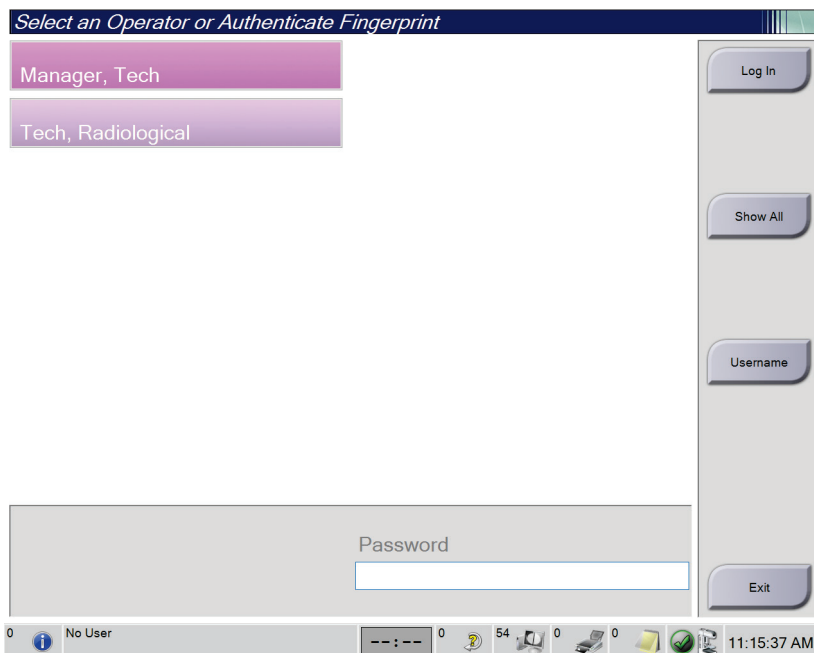 Select an Operator or Authenticate Fingerprint
Manager, Tech
Log In
Tech, Radiological
Show All
Username
Password
Exit
0 No User --:-- 0 54 0 0 11:15:37 AM